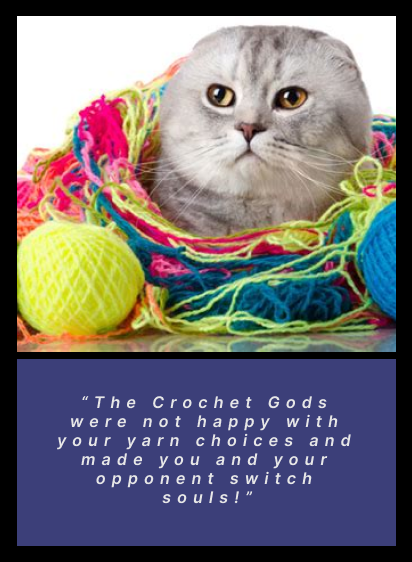 “The Crochet Gods
were not happy with
your yarn choices and
made you and your
opponent switch
souls!”